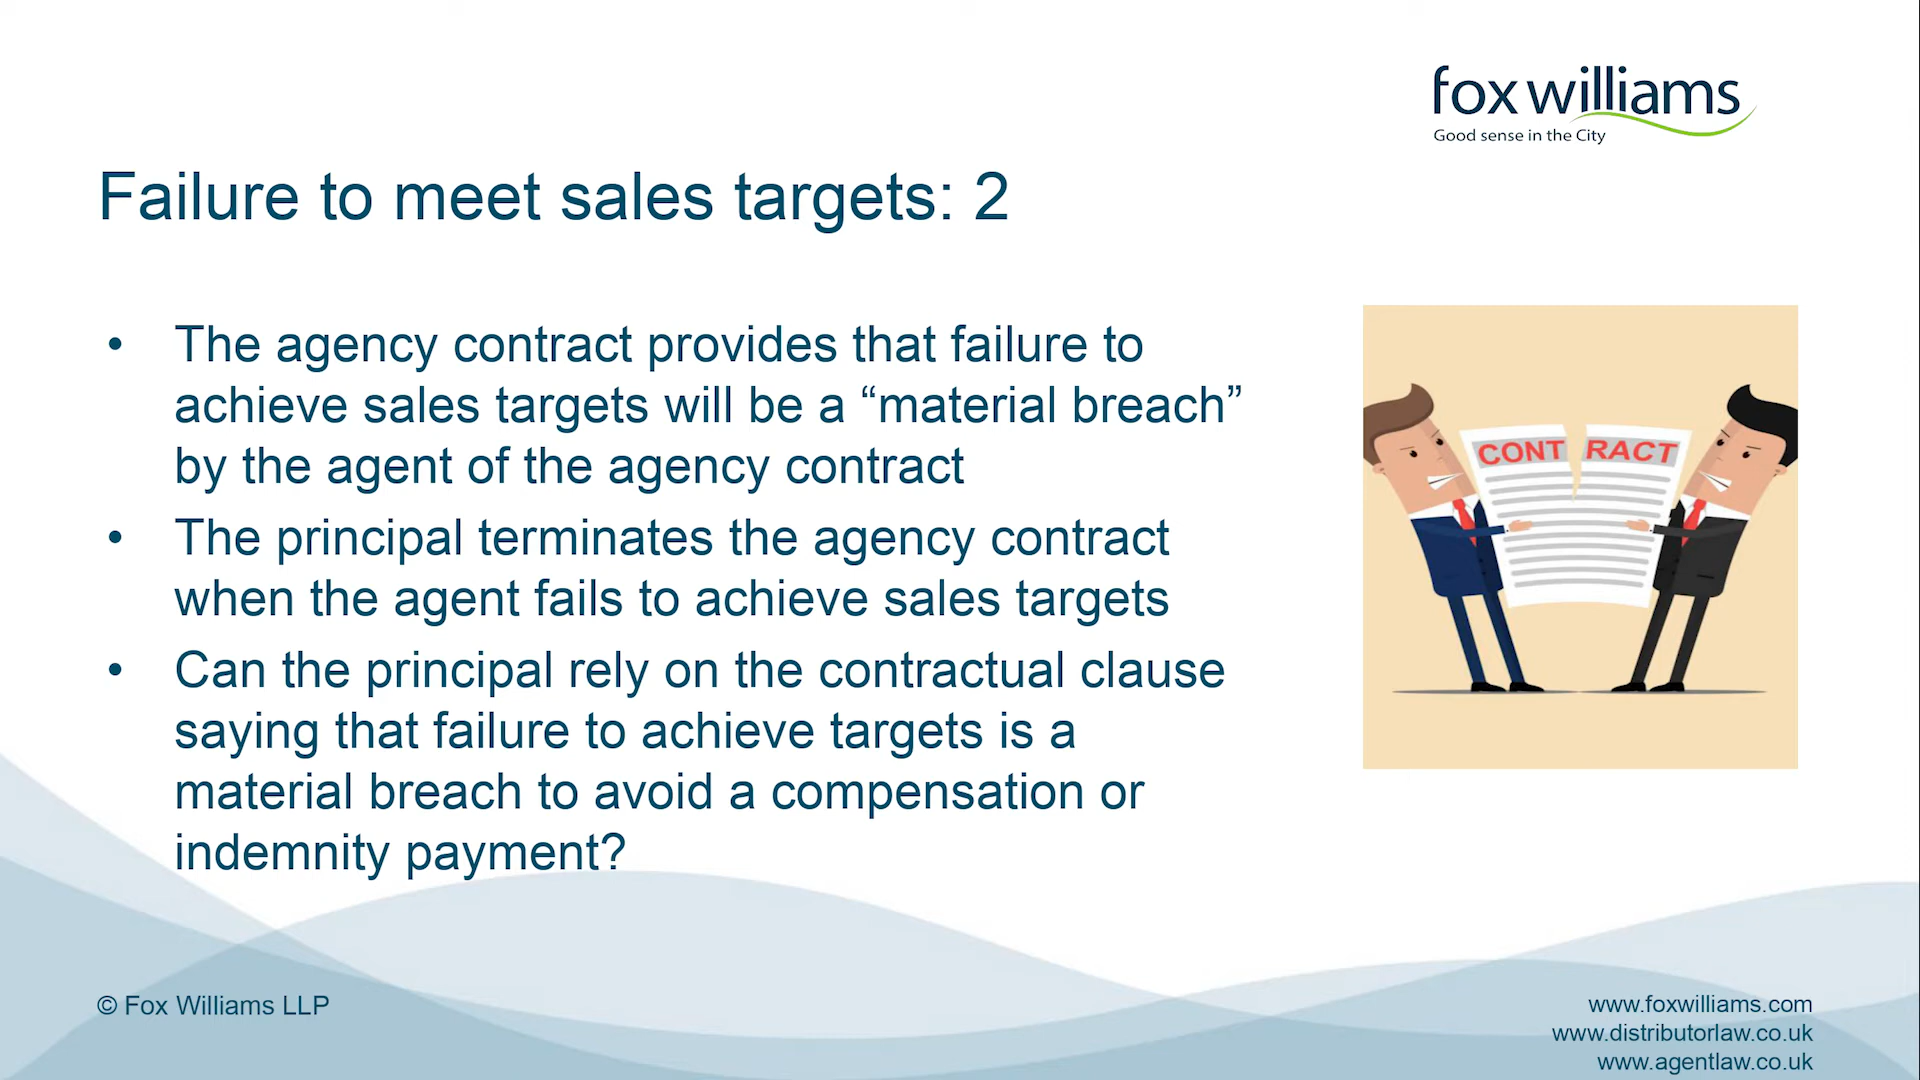 fox williams
Good sense in the City
Failure to meet sales targets: 2
• The agency contract provides that failure to
achieve sales targets will be a “material breach”
by the agent of the agency contract
• The principal terminates the agency contract
when the agent fails to achieve sales targets
• Can the principal rely on the contractual clause
saying that failure to achieve targets is a
material breach to avoid a compensation or
indemnity payment?
CONT RACT
© Fox Williams LLP
www.foxwilliams.com
www.distributorlaw.co.uk
www.agentlaw.co.uk